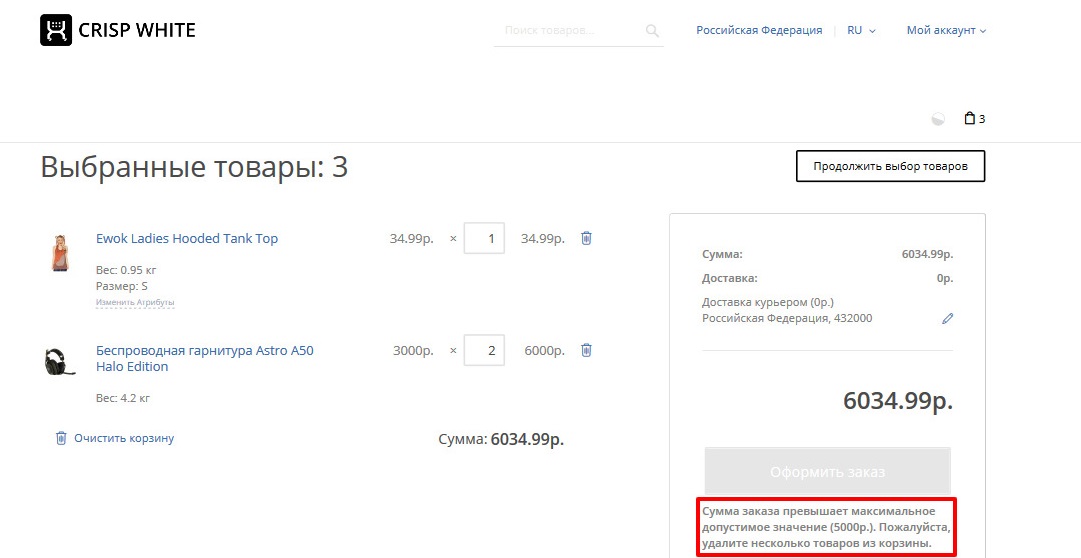 CRISP WHITE
Поиск товаров...
Российская Федерация
RU
Мой аккаунт
3
Выбранные товары: 3
Продолжить выбор товаров
Ewok Ladies Hooded Tank Top
34.99р. × 1 34.99р.
Вес: 0.95 кг
Размер: S
Изменить Атрибуты
Беспроводная гарнитура Astro A50
Halo Edition
3000р. × 2 6000р.
Вес: 4.2 кг
Очистить корзину
Сумма: 6034.99р.
Сумма: 6034.99р.
Доставка: 0р.
Доставка курьером (0р.)
Российская Федерация, 432000
6034.99р.
Оформить заказ
Сумма заказа превышает максимальное
допустимое значение (5000р.). Пожалуйста,
удалите несколько товаров из корзины.